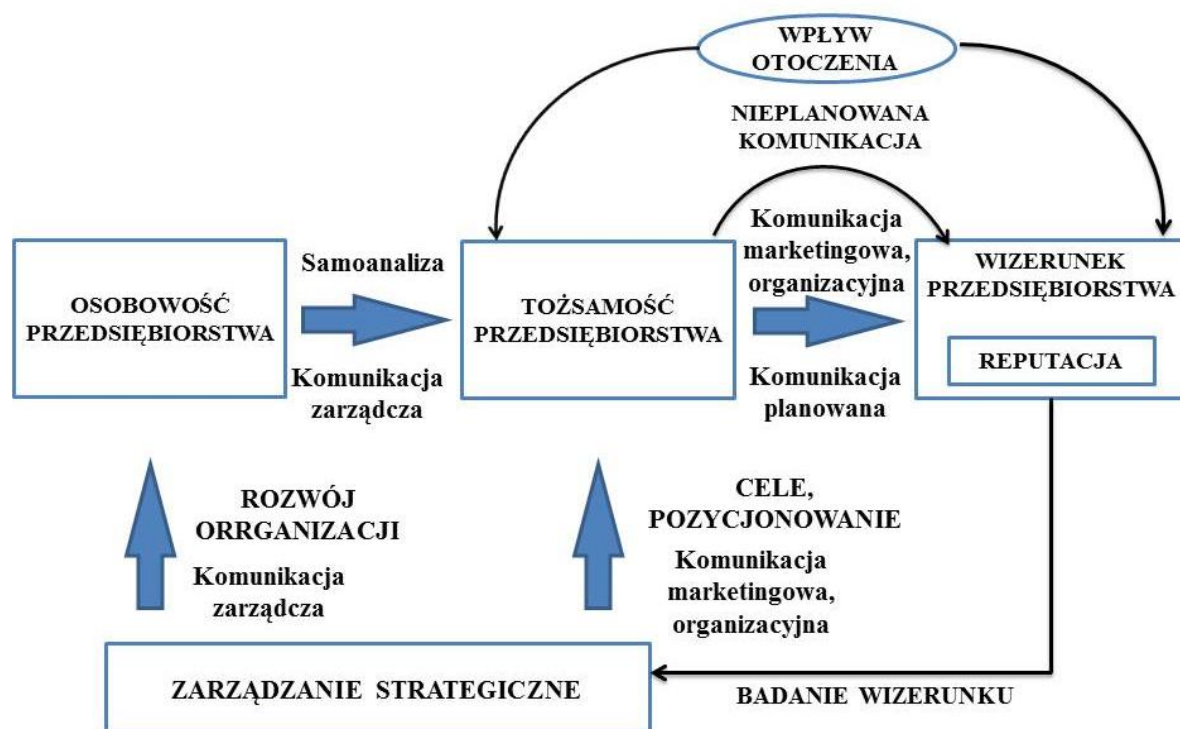 WPŁYW
OTOCZENIA
NIEPLANOWANA
KOMUNIKACJA
OSOBOWOŚĆ
PRZEDSIĘBIORSTWA
Samoanaliza
Komunikacja
zarządcza
TOŻSAMOŚĆ
PRZEDSIĘBIORSTWA
Komunikacja
marketingowa,
organizacyjna
Komunikacja
planowana
WIZERUNEK
PRZEDSIĘBIORSTWA
REPUTACJA
ROZWÓJ
ORRGANIZACJI
Komunikacja
zarządcza
CELE,
POZYCJONOWANIE
Komunikacja
marketingowa,
organizacyjna
ZARZĄDZANIE STRATEGICZNE
BADANIE WIZERUNKU